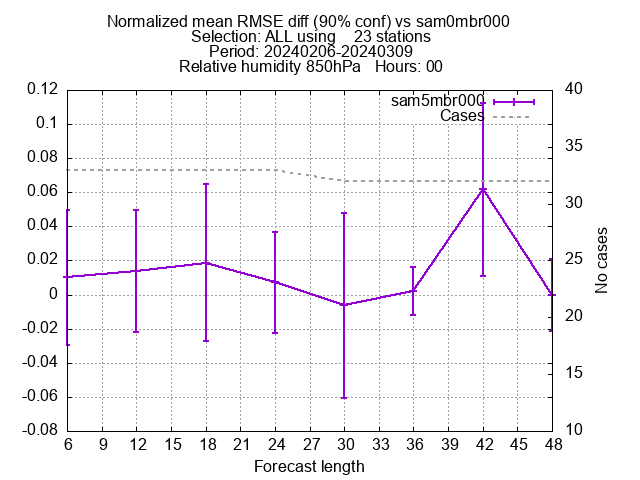 Normalized mean RMSE diff (90% conf) vs sam0mbr000
Selection: ALL using    23 stations
Period: 20240206-20240309
Relative humidity 850hPa   Hours: 00
sam5mbr000
Cases
0.12
0.1
0.08
0.06
0.04
0.02
0
-0.02
-0.04
-0.06
-0.08
40
35
30
25
20
15
10
No cases
6 9 12 15 18 21 24 27 30 33 36 39 42 45 48
Forecast length